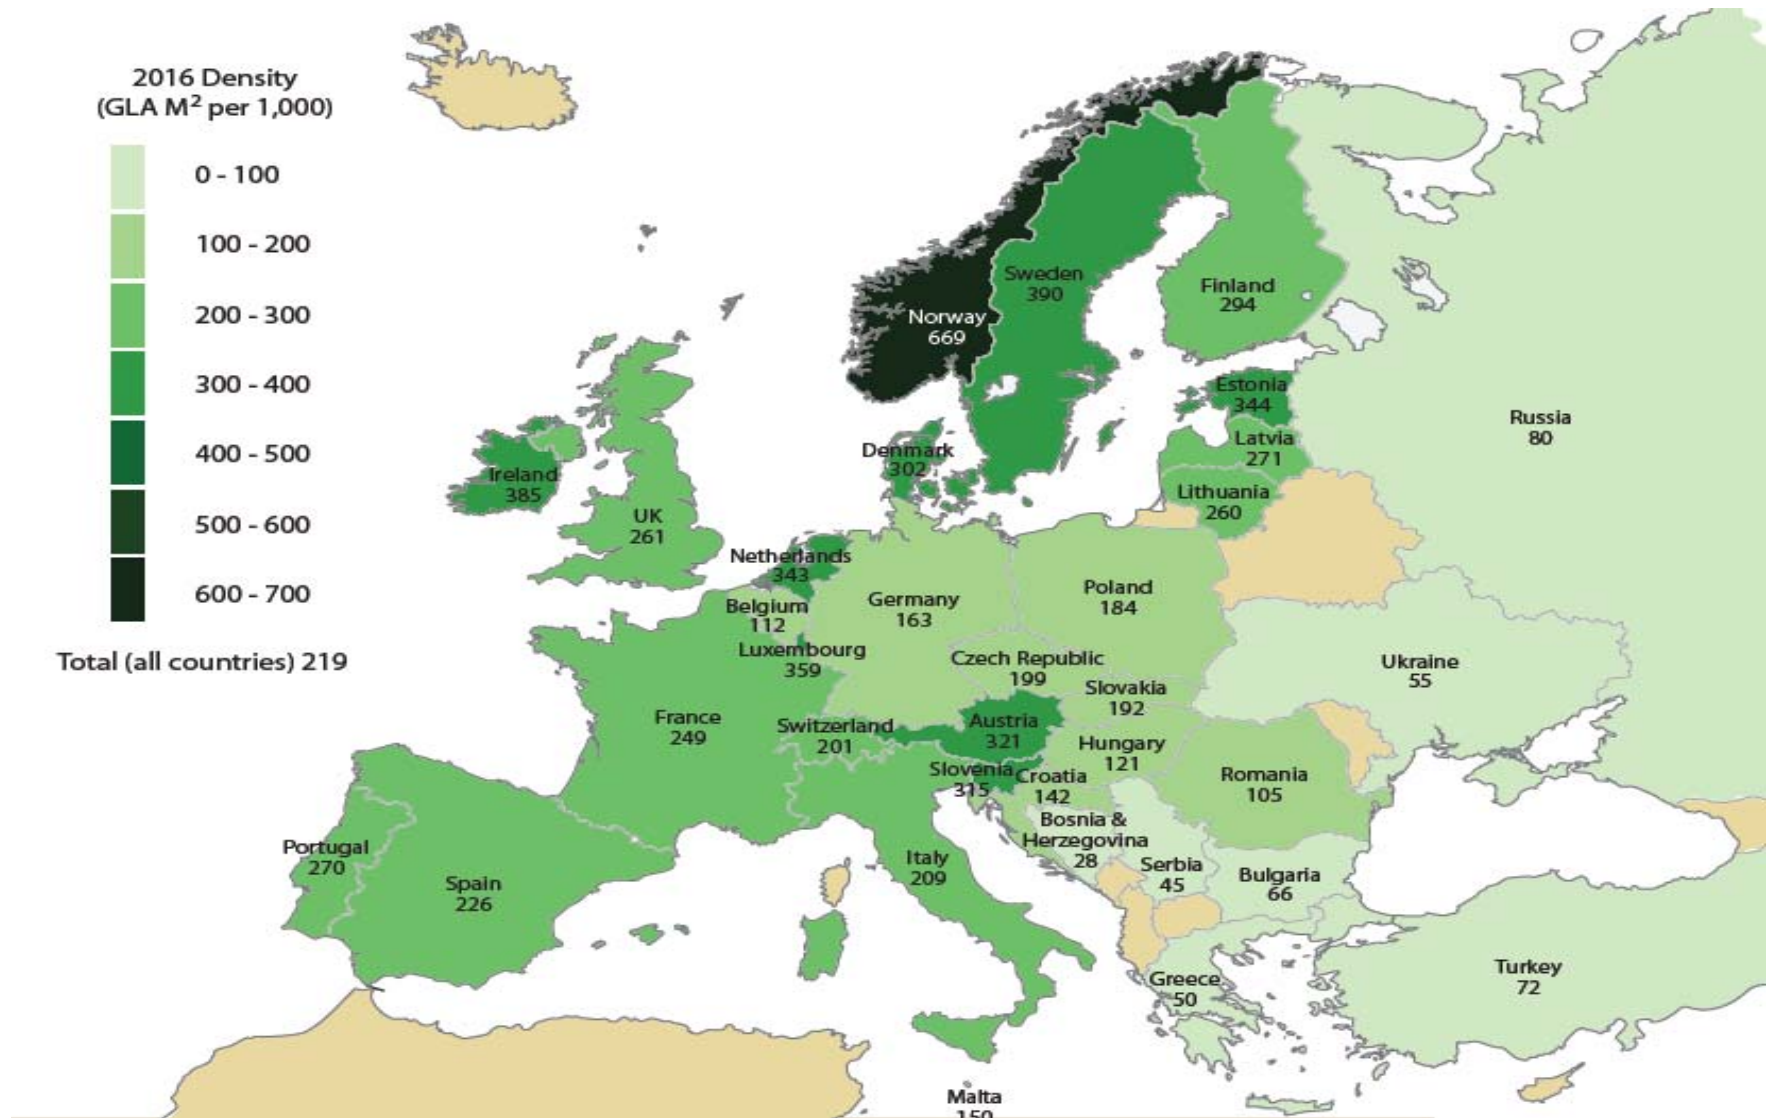 2016 Density
(GLA M² per 1,000)
0 - 100
100 - 200
200 - 300
300 - 400
400 - 500
500 - 600
600 - 700
Total (all countries) 219
Norway
669
Sweden
390
Finland
294
Estonia
344
Latvia
271
Lithuania
260
Russia
80
Denmark
302
Ireland
385
UK
261
Netherlands
343
Belgium
112
Luxembourg
359
Germany
163
Poland
184
Czech Republic
199
Slovakia
192
Ukraine
55
France
249
Switzerland
201
Austria
321
Hungary
121
Slovenia
315
Croatia
142
Romania
105
Bosnia &
Herzegovina
28
Serbia
45
Bulgaria
66
Portugal
270
Spain
226
Italy
209
Greece
50
Turkey
72
Malta
150